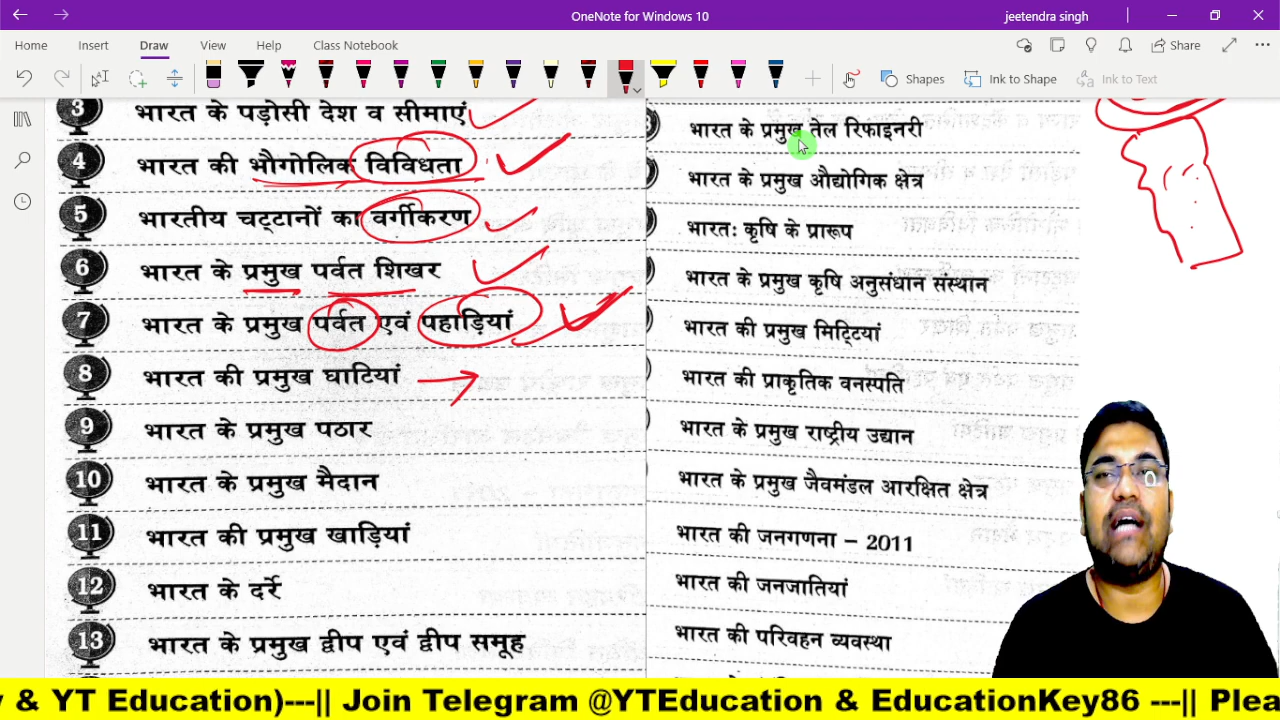 OneNote for Windows 10
jeetendra singh
Home Insert Draw View Help Class Notebook
Share
Shapes Ink to Shape Ink to Text
3 भारत के पड़ोसी देश व सीमाएं
4 भारत की भौगोलिक विविधता
5 भारतीय चट्टानों का वर्गीकरण
6 भारत के प्रमुख पर्वत शिखर
7 भारत के प्रमुख पर्वत एवं पहाड़ियां
8 भारत की प्रमुख घाटियां
9 भारत के प्रमुख पठार
10 भारत के प्रमुख मैदान
11 भारत की प्रमुख खाड़ियां
12 भारत के दर्रे
13 भारत के प्रमुख द्वीप एवं द्वीप समूह
भारत के प्रमुख तेल रिफाइनरी
भारत के प्रमुख औद्योगिक क्षेत्र
भारतः कृषि के प्रारूप
भारत के प्रमुख कृषि अनुसंधान संस्थान
भारत की प्रमुख मिट्टियां
भारत की प्राकृतिक वनस्पति
भारत के प्रमुख राष्ट्रीय उद्यान
भारत के प्रमुख जैवमंडल आरक्षित क्षेत्र
भारत की जनगणना – 2011
भारत की जनजातियां
भारत की परिवहन व्यवस्था
& YT Education)---|| Join Telegram @YTEducation & EducationKey86 ---||